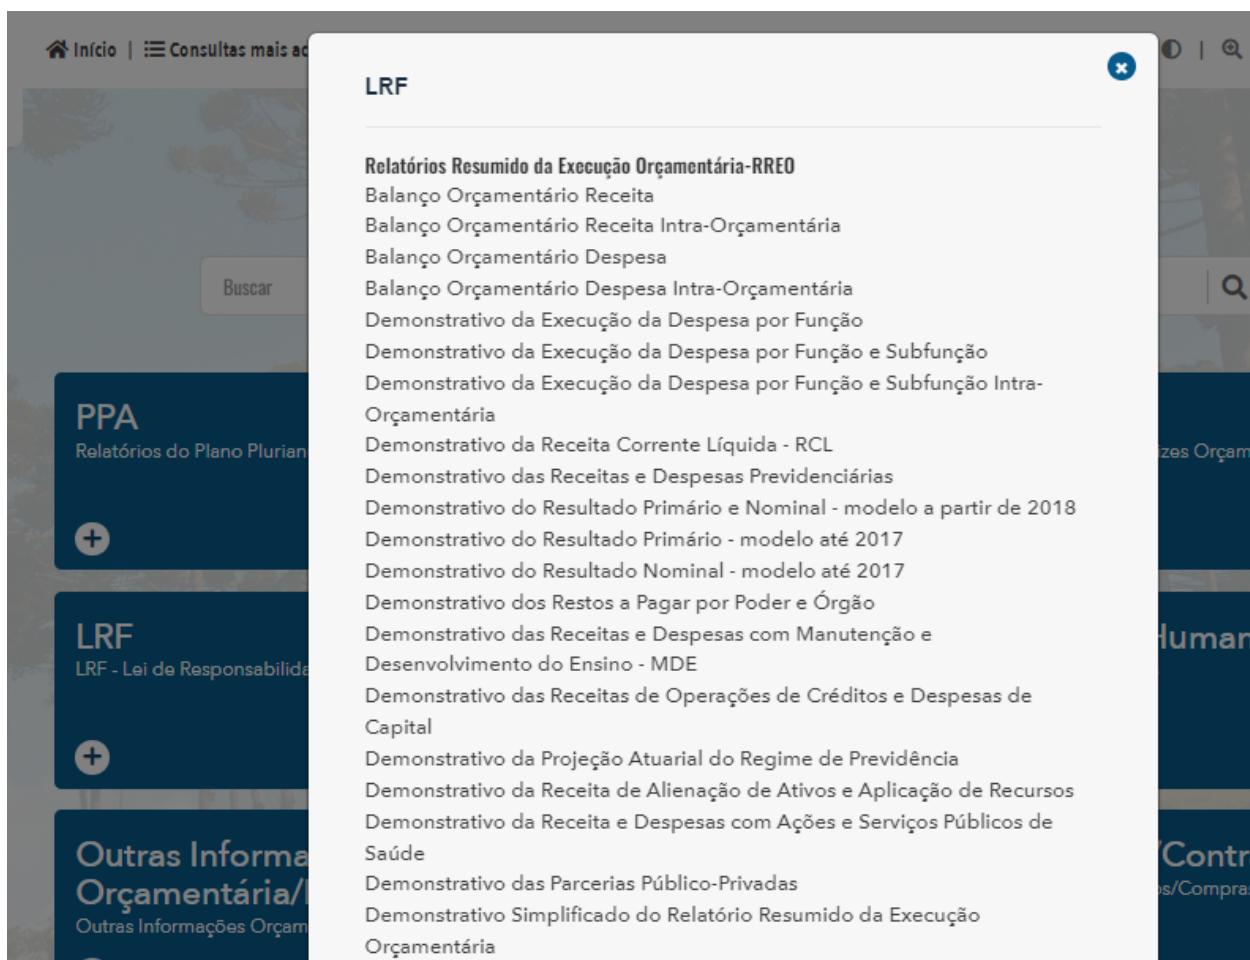 Início | Consultas mais ac
LRF
Relatórios Resumido da Execução Orçamentária-RREO
Balanço Orçamentário Receita
Balanço Orçamentário Receita Intra-Orçamentária
Balanço Orçamentário Despesa
Balanço Orçamentário Despesa Intra-Orçamentária
Demonstrativo da Execução da Despesa por Função
Demonstrativo da Execução da Despesa por Função e Subfunção
Demonstrativo da Execução da Despesa por Função e Subfunção Intra-
Orçamentária
Demonstrativo da Receita Corrente Líquida - RCL
Demonstrativo das Receitas e Despesas Previdenciárias
Demonstrativo do Resultado Primário e Nominal - modelo a partir de 2018
Demonstrativo do Resultado Primário - modelo até 2017
Demonstrativo do Resultado Nominal - modelo até 2017
Demonstrativo dos Restos a Pagar por Poder e Órgão
Demonstrativo das Receitas e Despesas com Manutenção e
Desenvolvimento do Ensino - MDE
Demonstrativo das Receitas de Operações de Créditos e Despesas de
Capital
Demonstrativo da Projeção Atuarial do Regime de Previdência
Demonstrativo da Receita de Alienação de Ativos e Aplicação de Recursos
Demonstrativo da Receita e Despesas com Ações e Serviços Públicos de
Saúde
Demonstrativo das Parcerias Público-Privadas
Demonstrativo Simplificado do Relatório Resumido da Execução
Orçamentária
Buscar
PPA
Relatórios do Plano Plurian
izes Orçam
LRF
LRF - Lei de Responsabilida
Human
Outras Informa
Orçamentária/
Outras Informações Orçam
/Contr
os/Compra